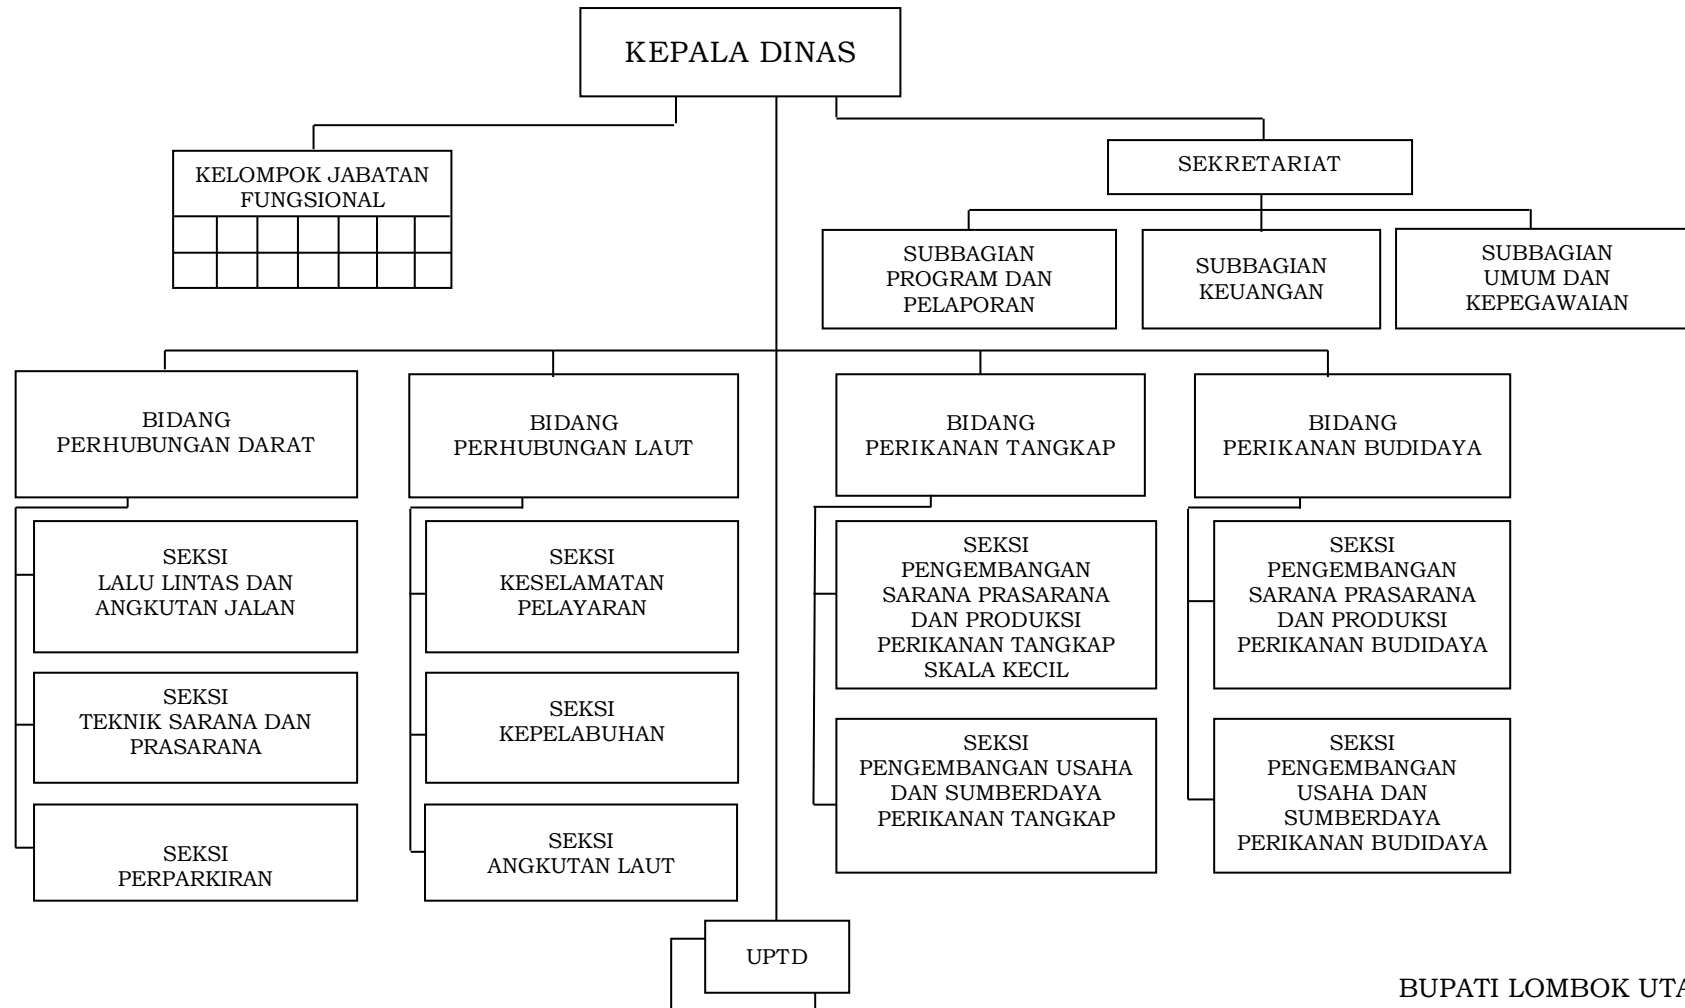 KEPALA DINAS
KELOMPOK JABATAN
FUNGSIONAL
SEKRETARIAT
SUBBAGIAN
PROGRAM DAN
PELAPORAN
SUBBAGIAN
KEUANGAN
SUBBAGIAN
UMUM DAN
KEPEGAWAIAN
BIDANG
PERHUBUNGAN DARAT
BIDANG
PERHUBUNGAN LAUT
BIDANG
PERIKANAN TANGKAP
BIDANG
PERIKANAN BUDIDAYA
SEKSI
LALU LINTAS DAN
ANGKUTAN JALAN
SEKSI
KESELAMATAN
PELAYARAN
SEKSI
PENGEMBANGAN
SARANA PRASARANA
DAN PRODUKSI
PERIKANAN TANGKAP
SKALA KECIL
SEKSI
PENGEMBANGAN
SARANA PRASARANA
DAN PRODUKSI
PERIKANAN BUDIDAYA
SEKSI
TEKNIK SARANA DAN
PRASARANA
SEKSI
KEPELABUHAN
SEKSI
PENGEMBANGAN USAHA
DAN SUMBERDAYA
PERIKANAN TANGKAP
SEKSI
PENGEMBANGAN
USAHA DAN
SUMBERDAYA
PERIKANAN BUDIDAYA
SEKSI
PERPARKIRAN
SEKSI
ANGKUTAN LAUT
UPTD
BUPATI LOMBOK